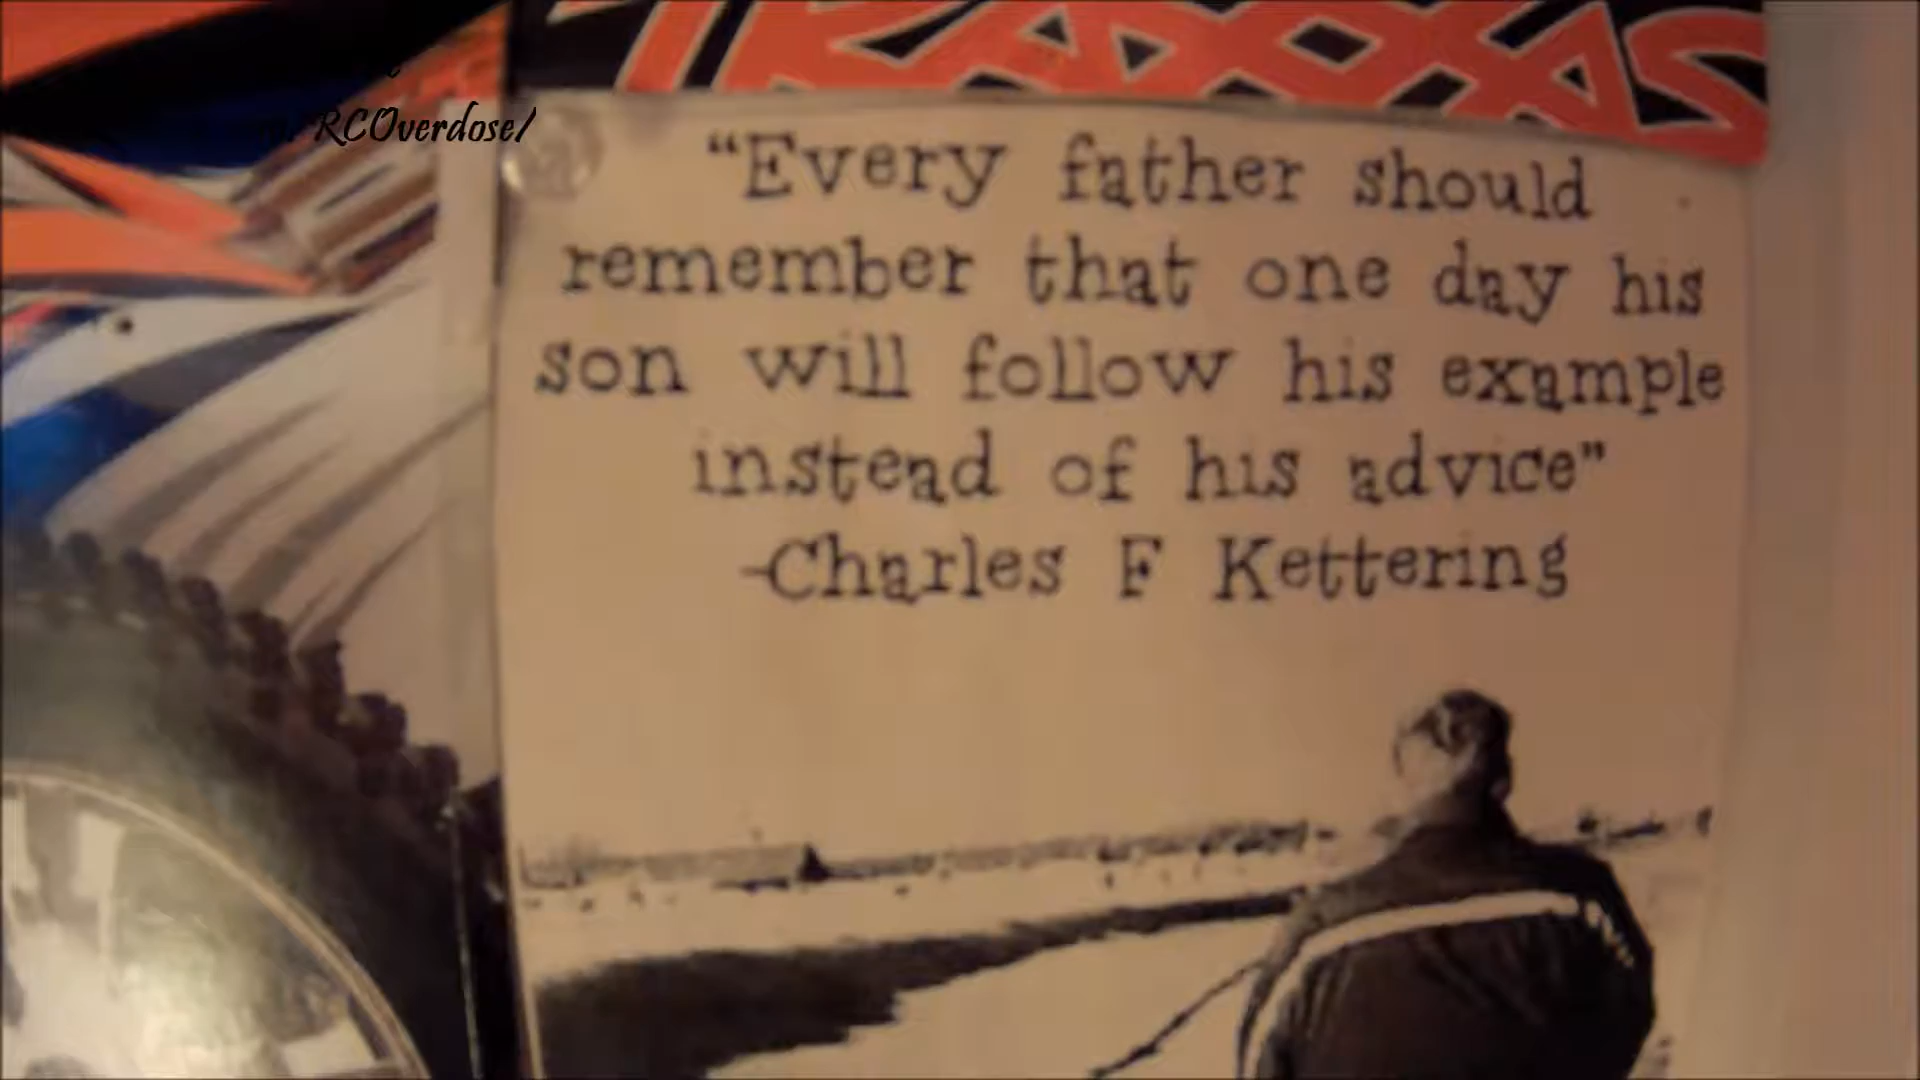 TRAXXAS
RCOverdose/
“Every father should
remember that one day his
son will follow his example
instead of his advice”
-Charles F Kettering